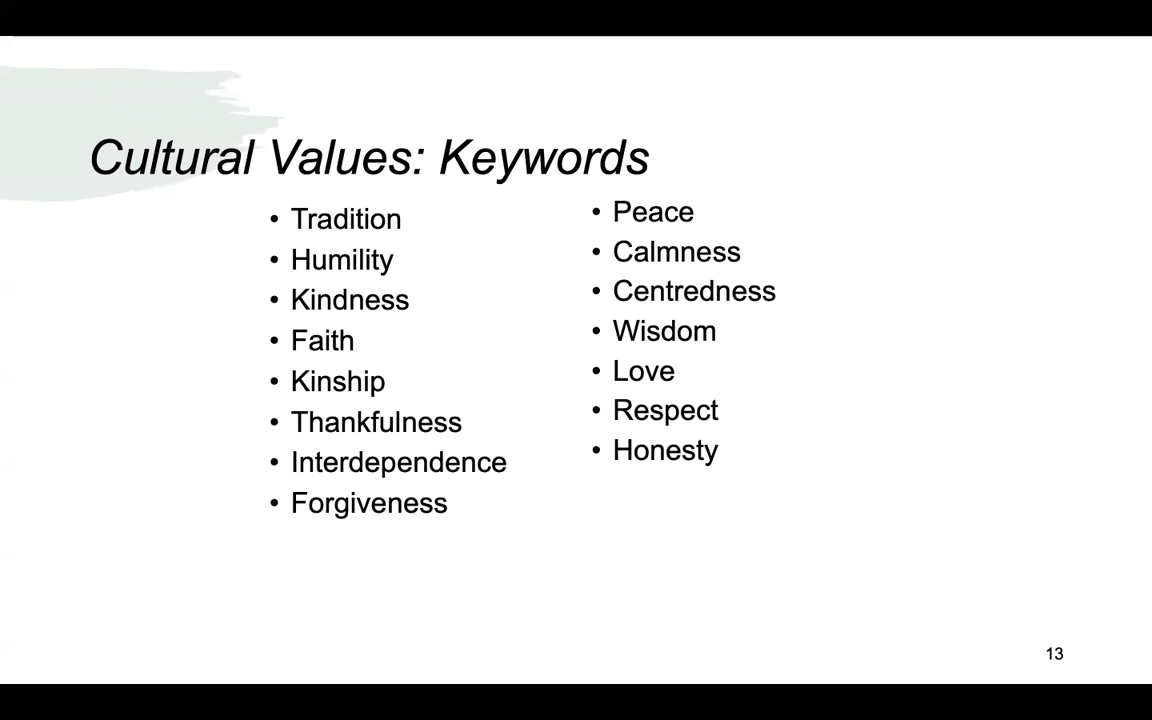 Cultural Values: Keywords
• Tradition
• Humility
• Kindness
• Faith
• Kinship
• Thankfulness
• Interdependence
• Forgiveness
• Peace
• Calmness
• Centredness
• Wisdom
• Love
• Respect
• Honesty
13